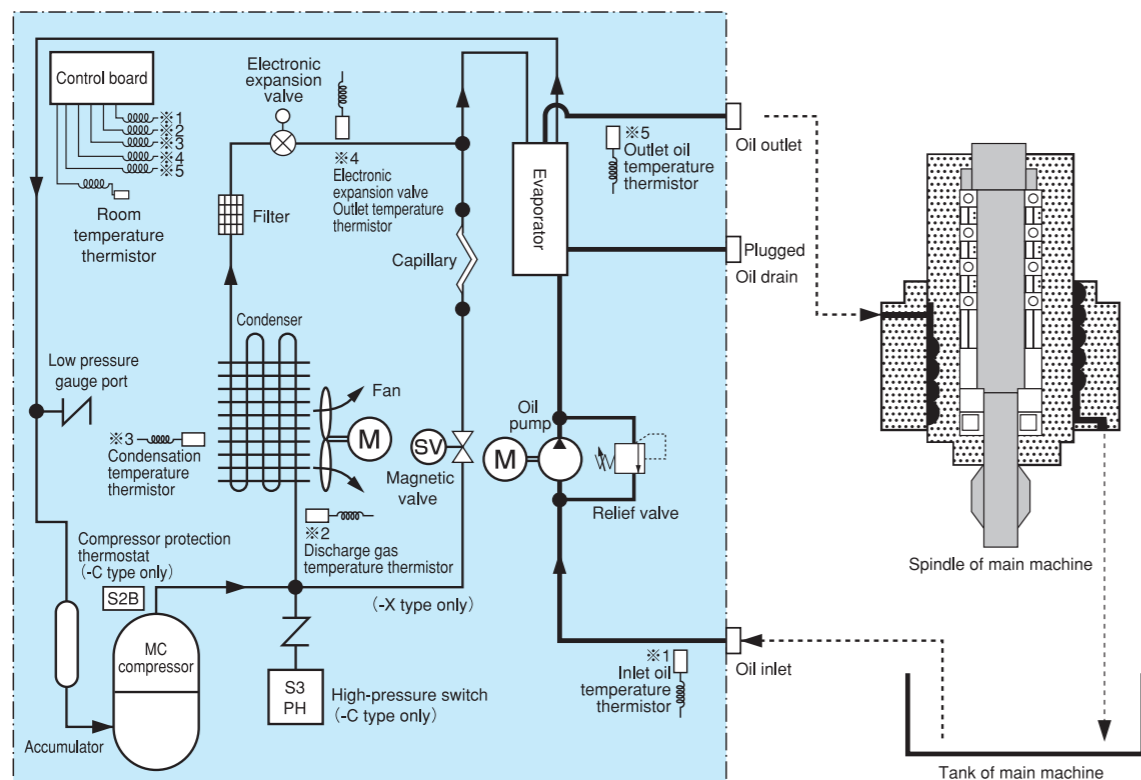 Control board
※1
※2
※3
※4
※5
Room
temperature
thermistor
Electronic
expansion
valve
※4
Electronic
expansion valve
Outlet temperature
thermistor
Filter
Capillary
Evaporator
※5
Outlet oil
temperature
thermistor
Oil outlet
Plugged
Oil drain
Condenser
Fan
M
Low pressure
gauge port
※3
Condensation
temperature
thermistor
SV
Magnetic
valve
Oil
pump
M
Relief valve
※2
Discharge gas
temperature thermistor
(-X type only)
Compressor protection
thermostat
(-C type only)
S2B
MC
compressor
Accumulator
S3
PH
High-pressure switch
(-C type only)
※1
Inlet oil
temperature
thermistor
Oil inlet
Spindle of main machine
Tank of main machine